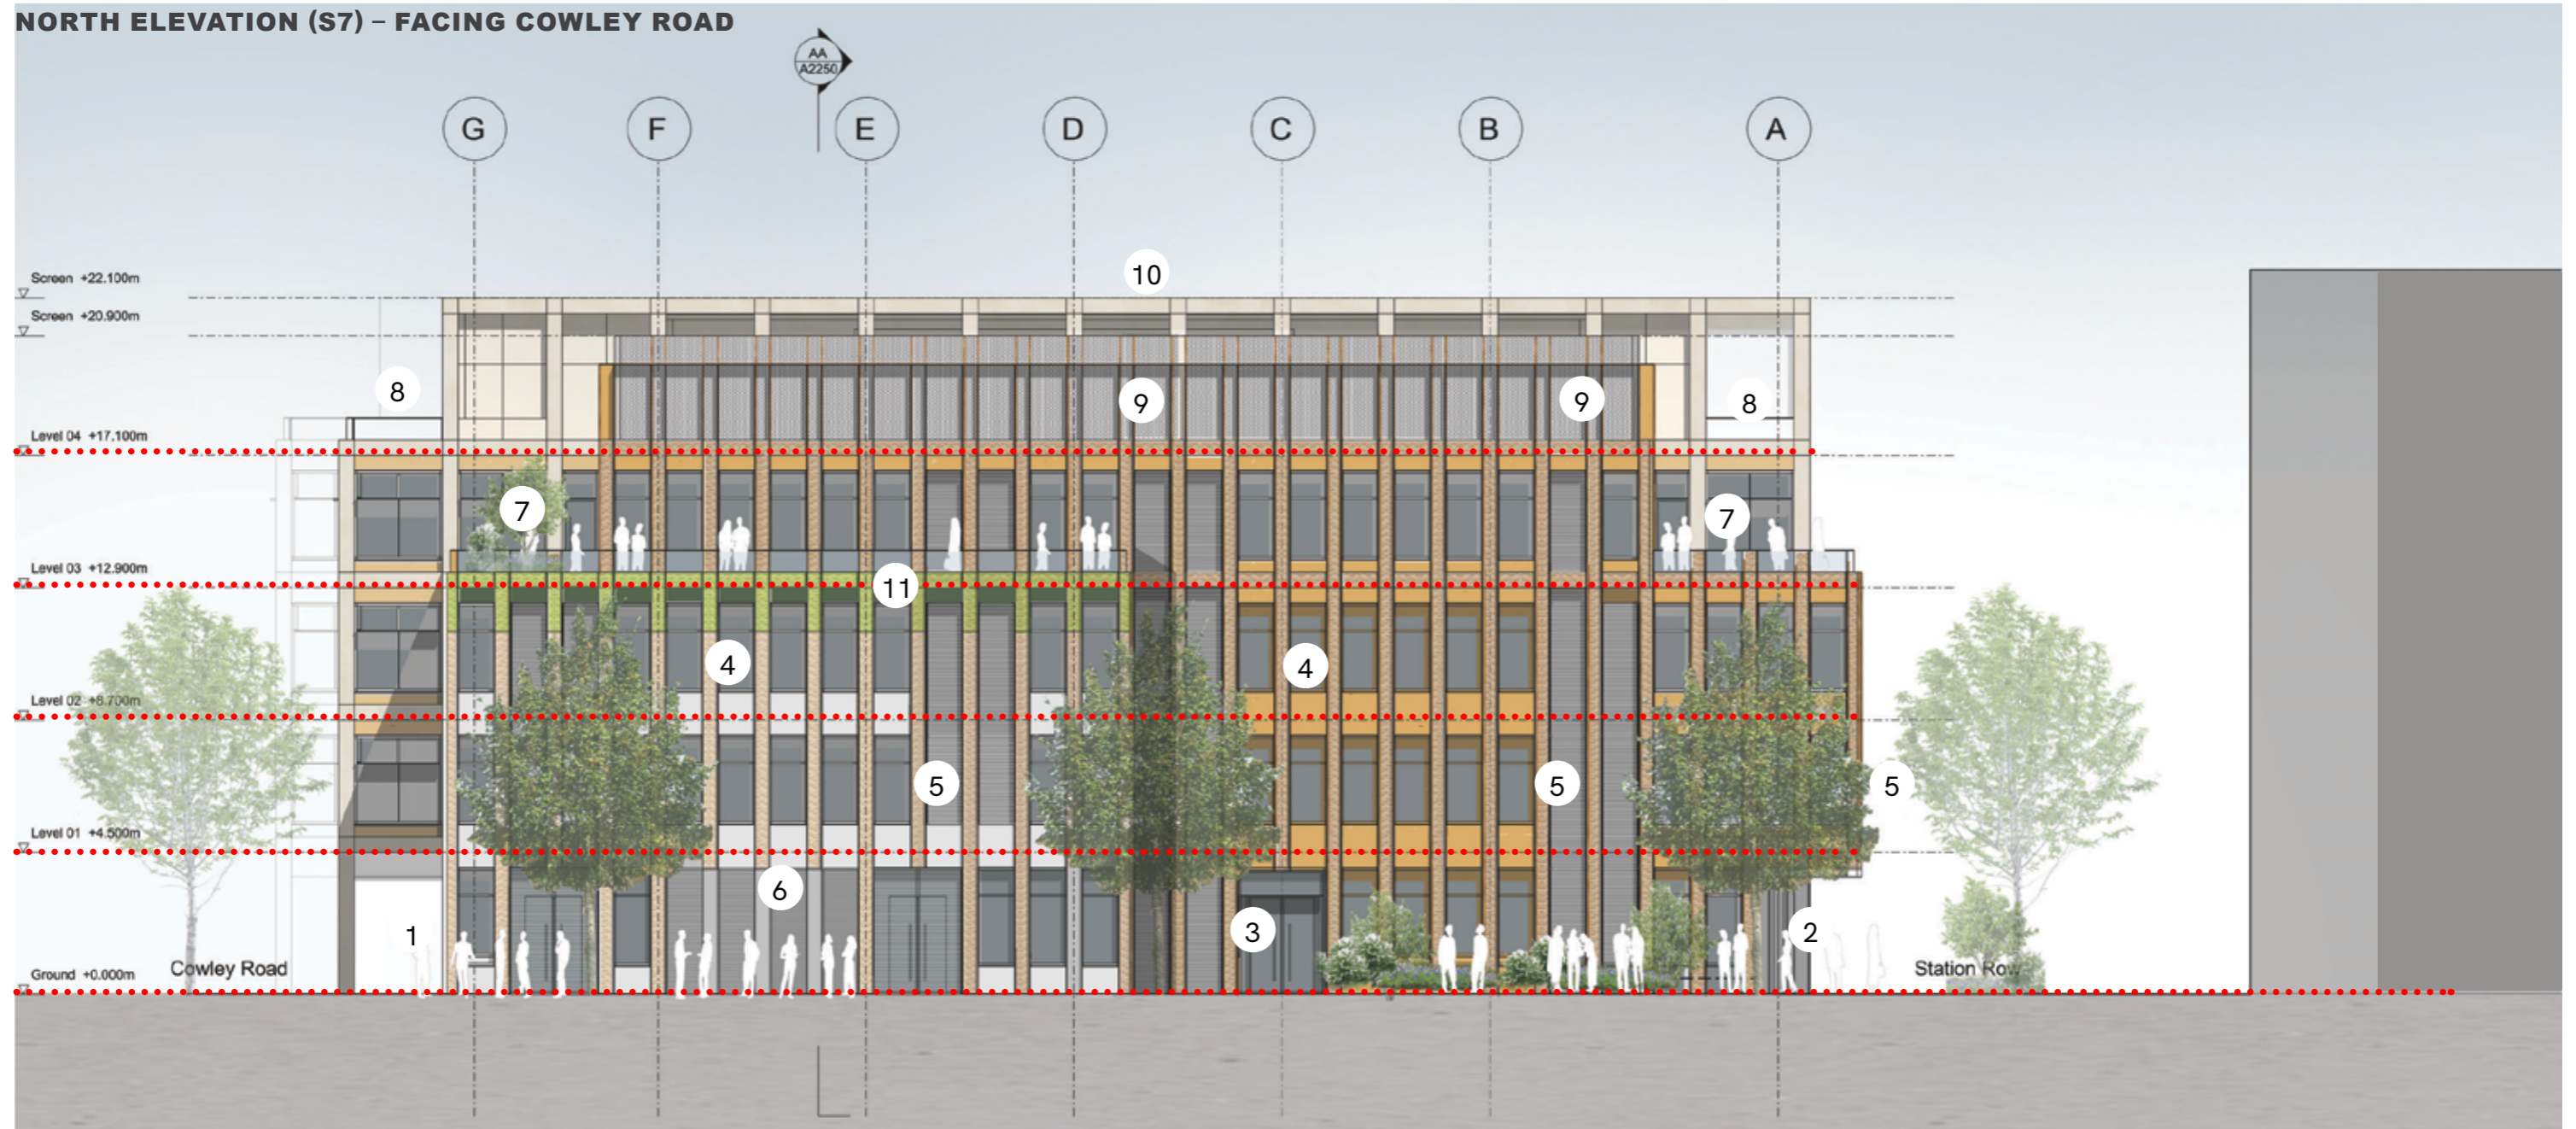 NORTH ELEVATION (S7) – FACING COWLEY ROAD
AA
A2250
G F E D C B A
10
Screen +22.100m
Screen +20.900m
8 9 9 8
Level 04 +17.100m
7 7
Level 03 +12.900m
11
4 4
Level 02 +8.700m
5 5 5
Level 01 +4.500m
6
1 3 2
Ground +0.000m Cowley Road Station Row